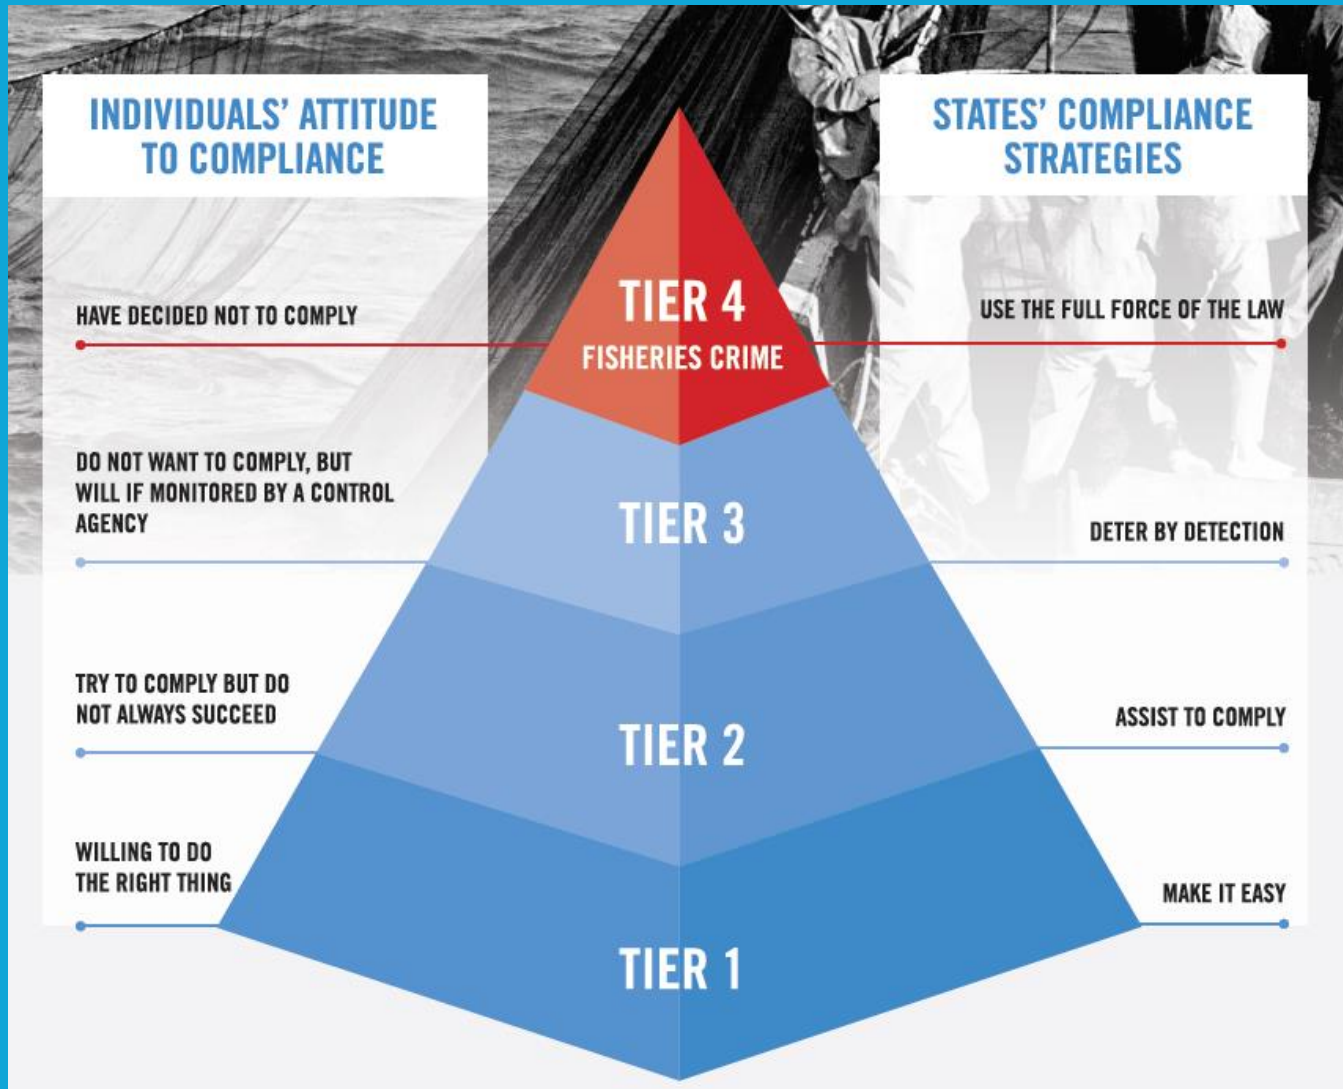 INDIVIDUALS' ATTITUDE
TO COMPLIANCE
STATES' COMPLIANCE
STRATEGIES
HAVE DECIDED NOT TO COMPLY
TIER 4
FISHERIES CRIME
USE THE FULL FORCE OF THE LAW
DO NOT WANT TO COMPLY, BUT
WILL IF MONITORED BY A CONTROL
AGENCY
TIER 3
DETER BY DETECTION
TRY TO COMPLY BUT DO
NOT ALWAYS SUCCEED
TIER 2
ASSIST TO COMPLY
WILLING TO DO
THE RIGHT THING
MAKE IT EASY
TIER 1